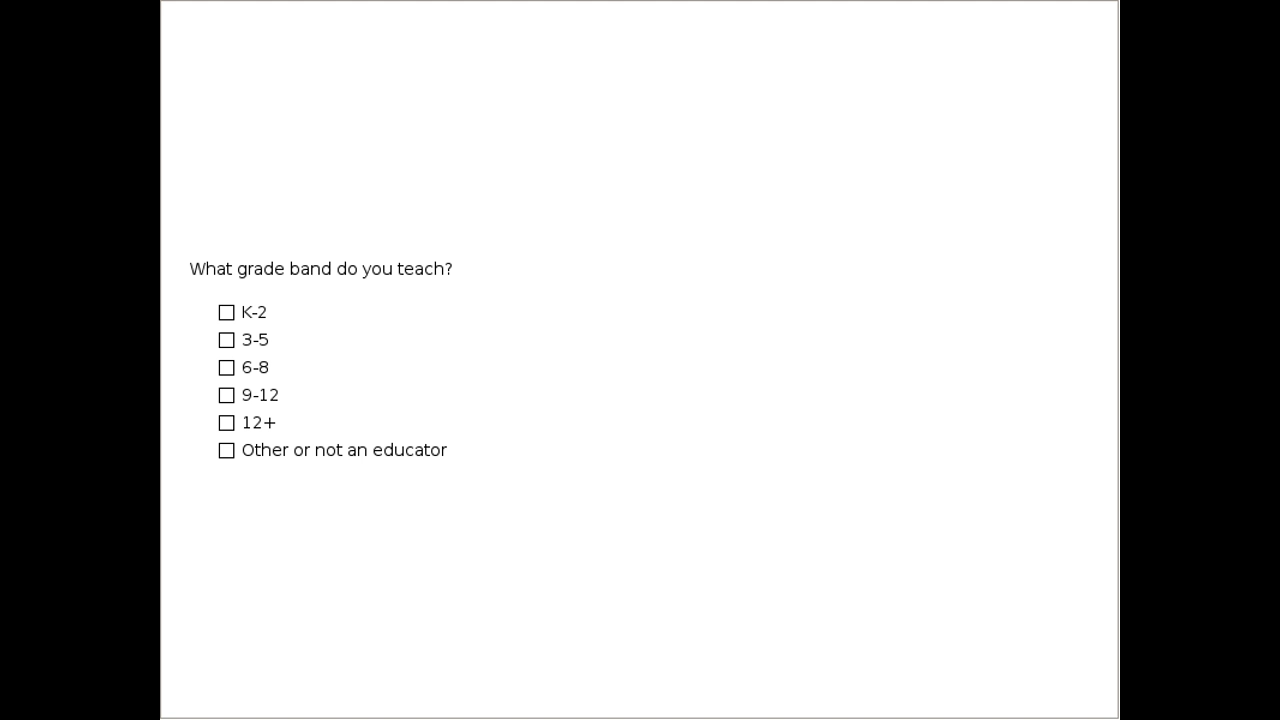 What grade band do you teach?
K-2
3-5
6-8
9-12
12+
Other or not an educator